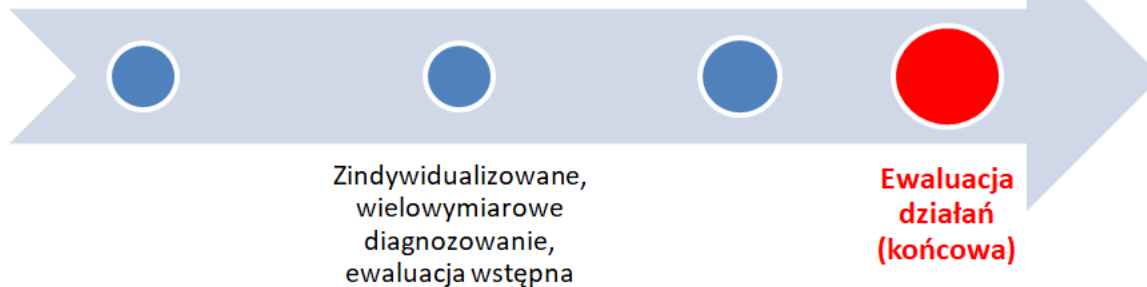 Zindywidualizowane,
wielowymiarowe
diagnozowanie,
ewaluacja wstępna
Ewaluacja
działań
(końcowa)